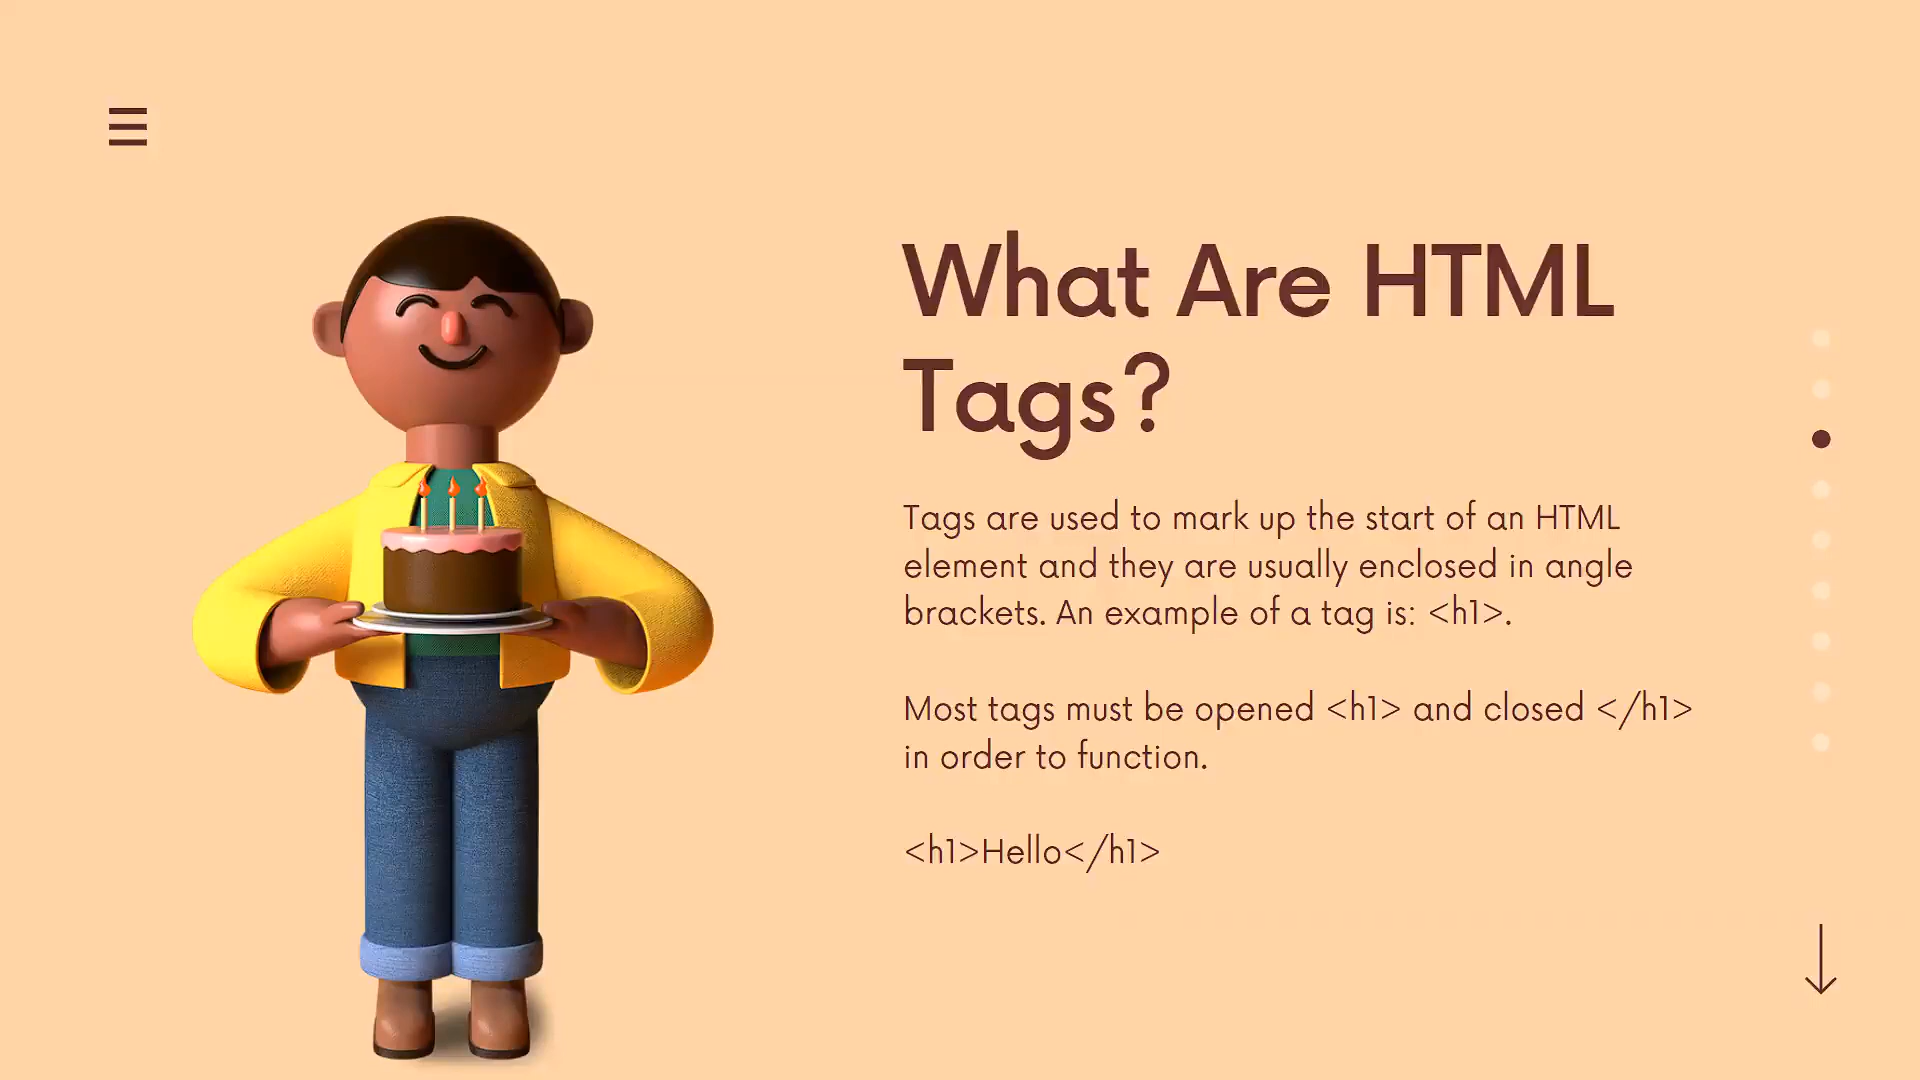 What Are HTML
Tags?
Tags are used to mark up the start of an HTML
element and they are usually enclosed in angle
brackets. An example of a tag is: <h1>.
Most tags must be opened <h1> and closed </h1>
in order to function.
<h1>Hello</h1>